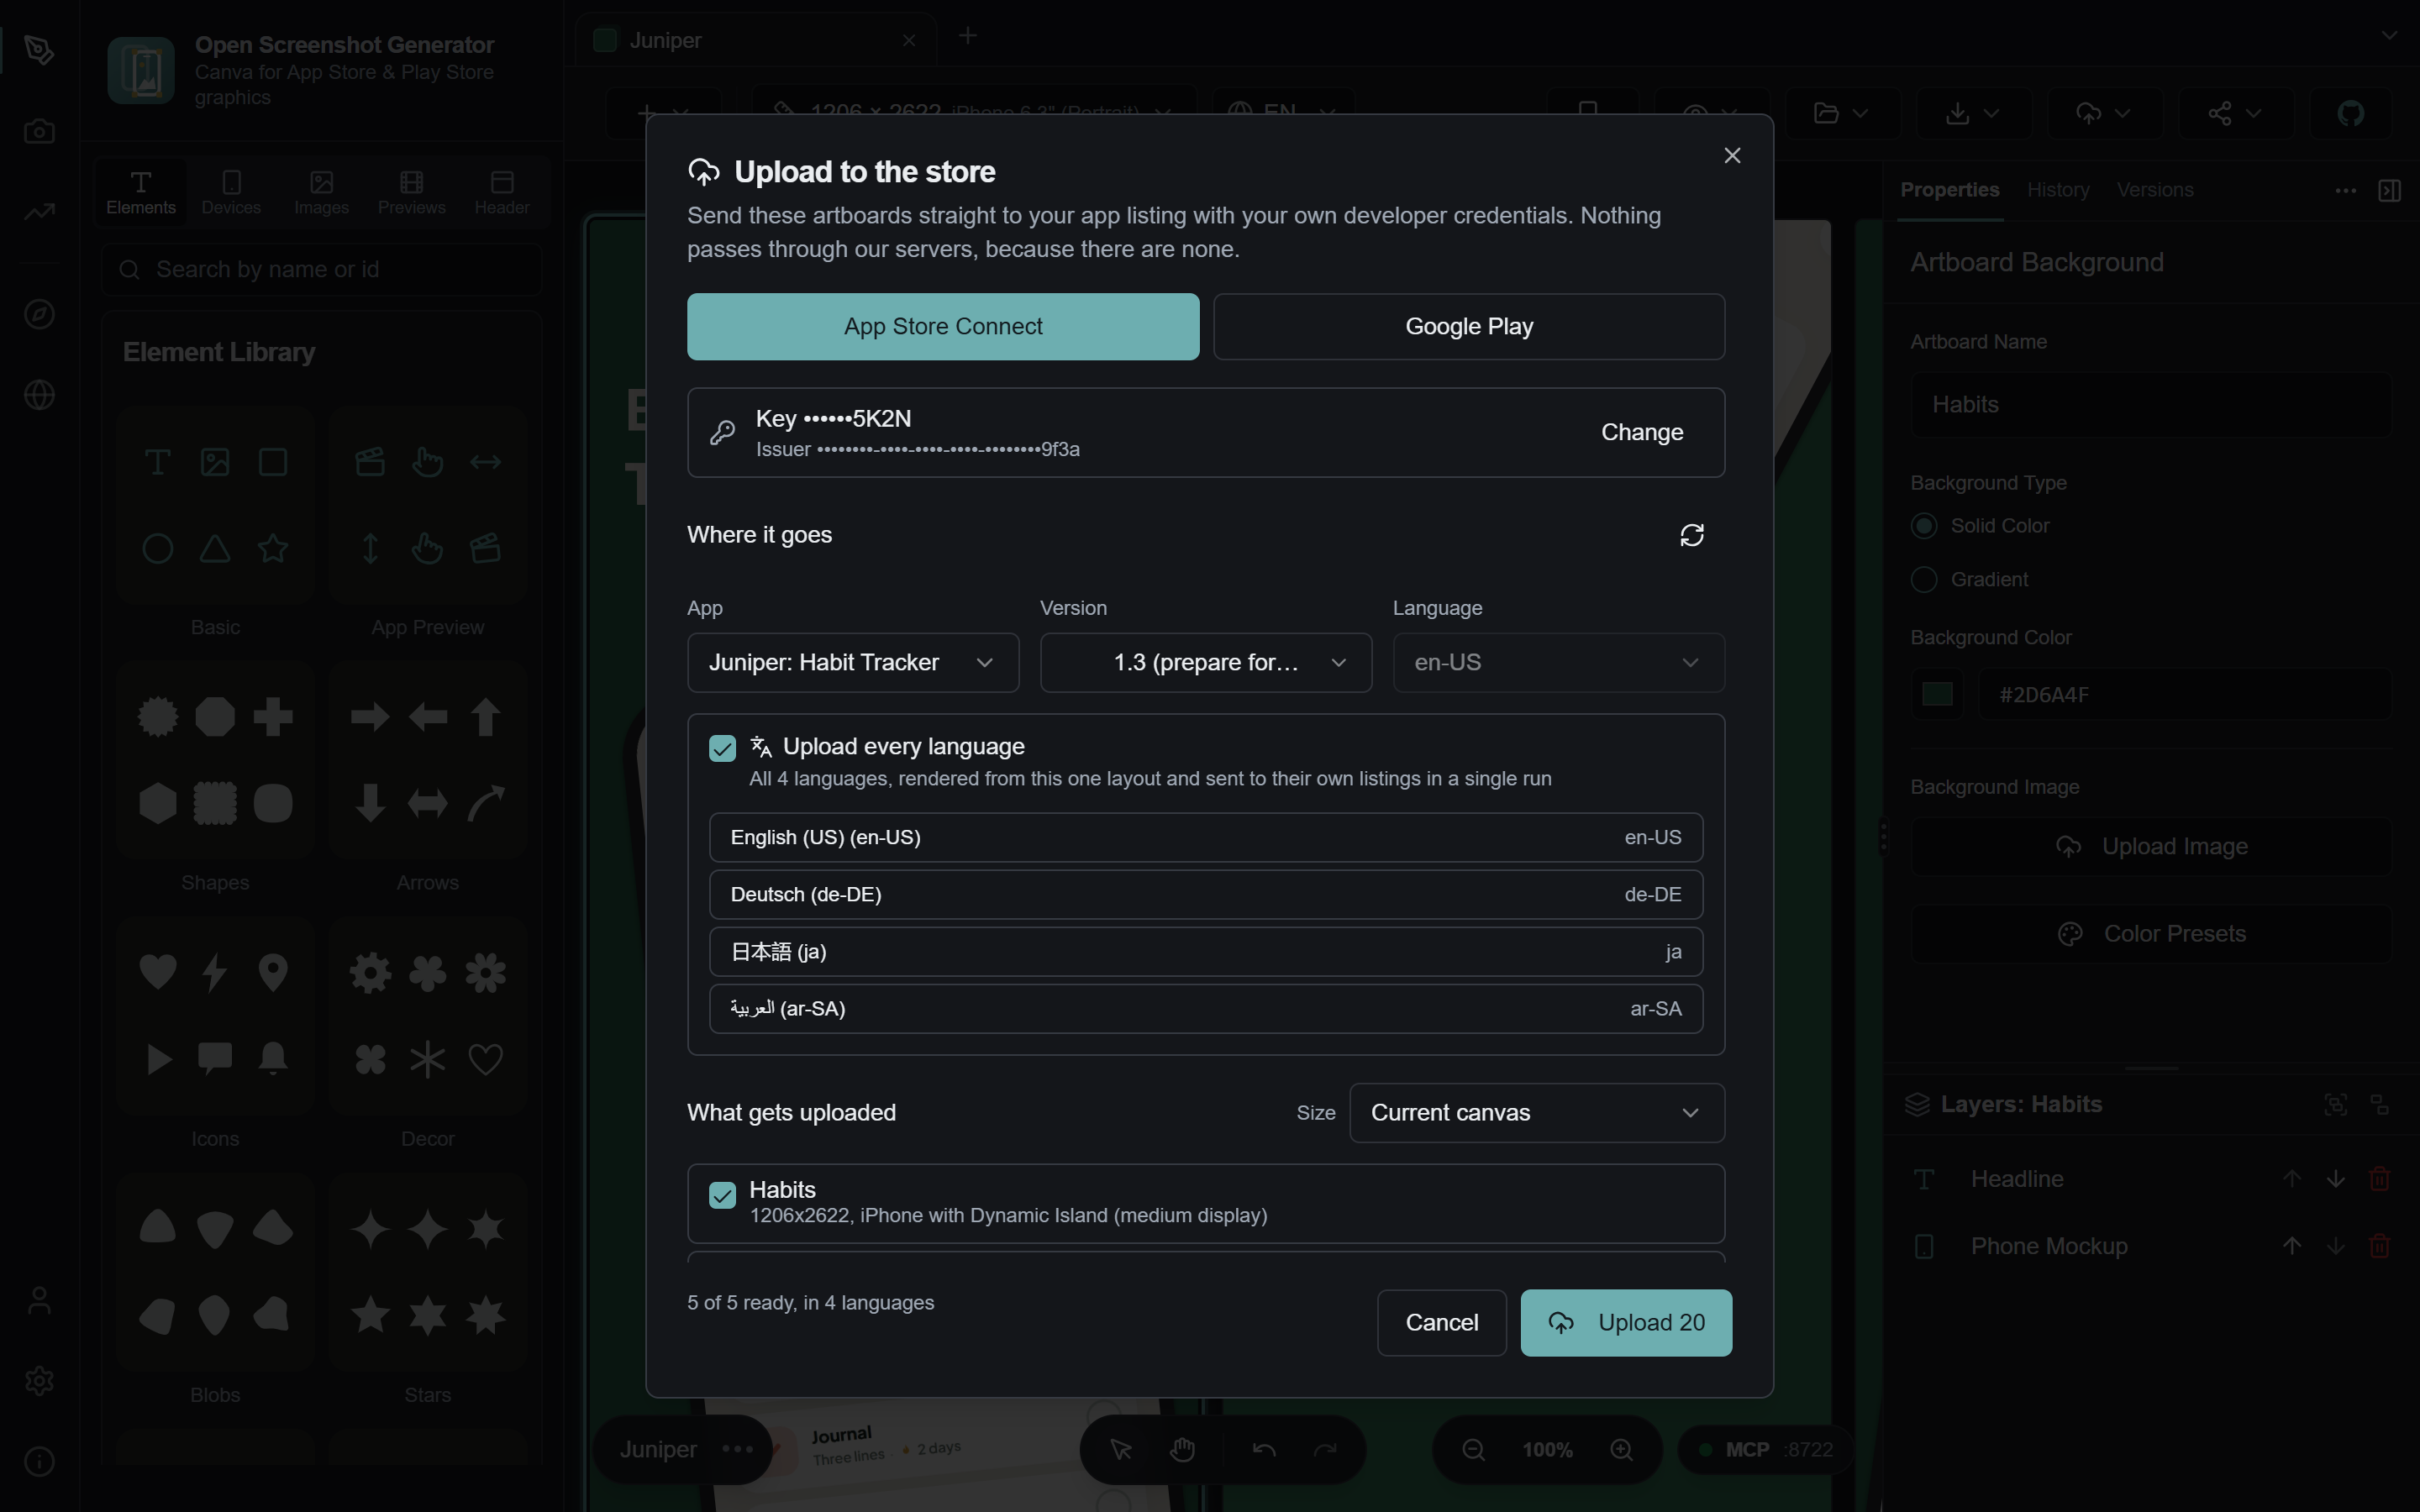 Open Screenshot Generator
Canva for App Store & Play Store
graphics
Juniper
Elements
Devices
Images
Previews
Header
Search by name or id
Element Library
Basic
App Preview
Shapes
Arrows
Icons
Decor
Blobs
Stars
1206 × 2622 iPhone 6.3" (Portrait)
EN
Upload to the store
Send these artboards straight to your app listing with your own developer credentials. Nothing
passes through our servers, because there are none.
App Store Connect
Google Play
Key ••••••5K2N
Issuer ••••••••-••••-••••-••••-••••••••9f3a
Change
Where it goes
App
Version
Language
Juniper: Habit Tracker
1.3 (prepare for…
en-US
Upload every language
All 4 languages, rendered from this one layout and sent to their own listings in a single run
English (US) (en-US)
en-US
Deutsch (de-DE)
de-DE
日本語 (ja)
ja
العربية (ar-SA)
ar-SA
What gets uploaded
Size
Current canvas
Habits
1206x2622, iPhone with Dynamic Island (medium display)
5 of 5 ready, in 4 languages
Cancel
Upload 20
Juniper
Journal
Three lines · 2 days
100%
MCP :8722
Properties
History
Versions
Artboard Background
Artboard Name
Habits
Background Type
Solid Color
Gradient
Background Color
#2D6A4F
Background Image
Upload Image
Color Presets
Layers: Habits
Headline
Phone Mockup